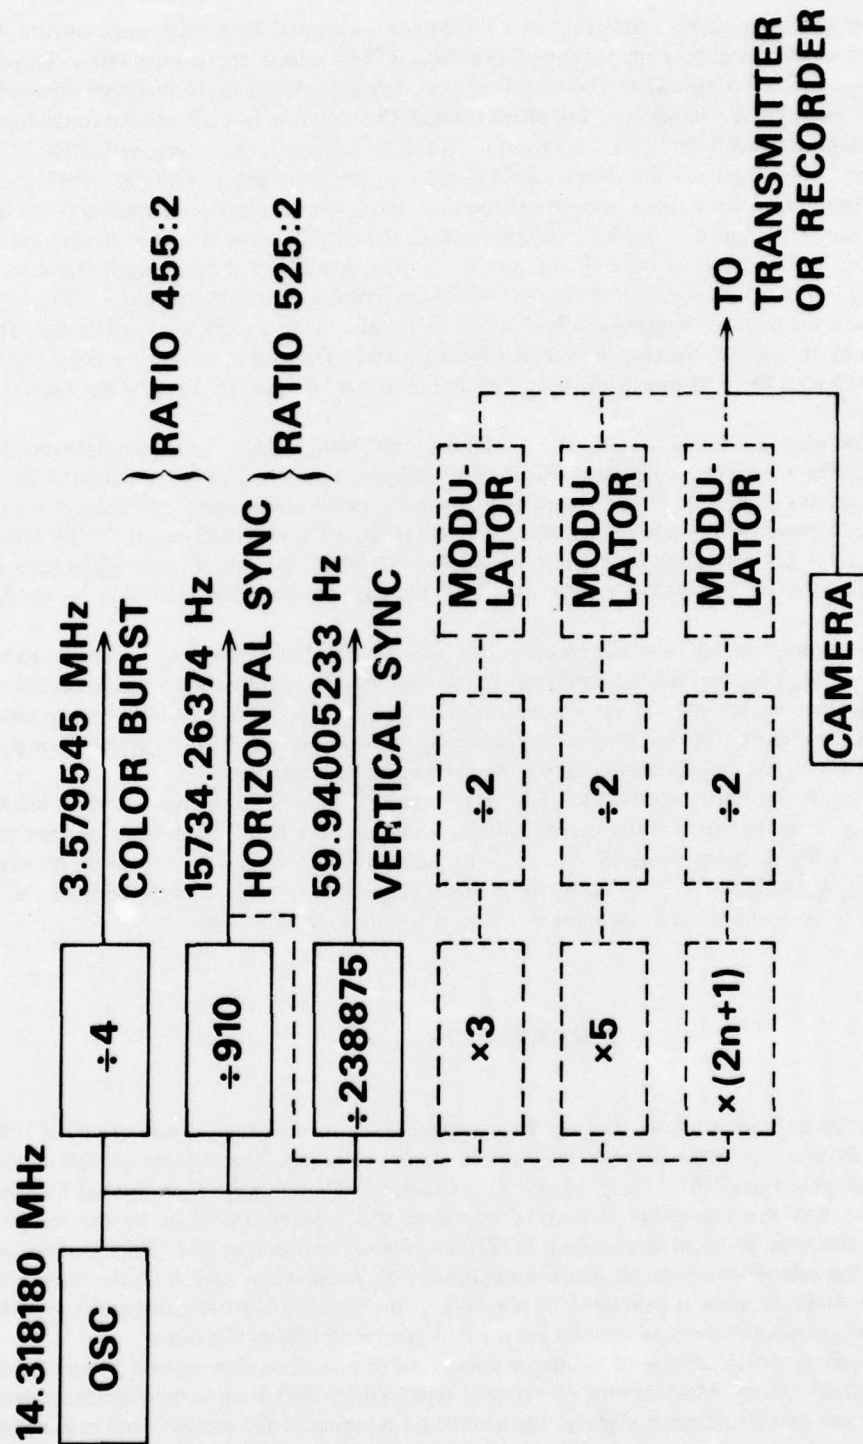 14.318180 MHz
OSC
÷4
3.579545 MHz
COLOR BURST
RATIO 455:2
÷910
15734.26374 Hz
HORIZONTAL SYNC
RATIO 525:2
÷238875
59.94005233 Hz
VERTICAL SYNC
×3
÷2
MODU-
LATOR
×5
÷2
MODU-
LATOR
×(2n+1)
÷2
MODU-
LATOR
TO
TRANSMITTER
OR RECORDER
CAMERA